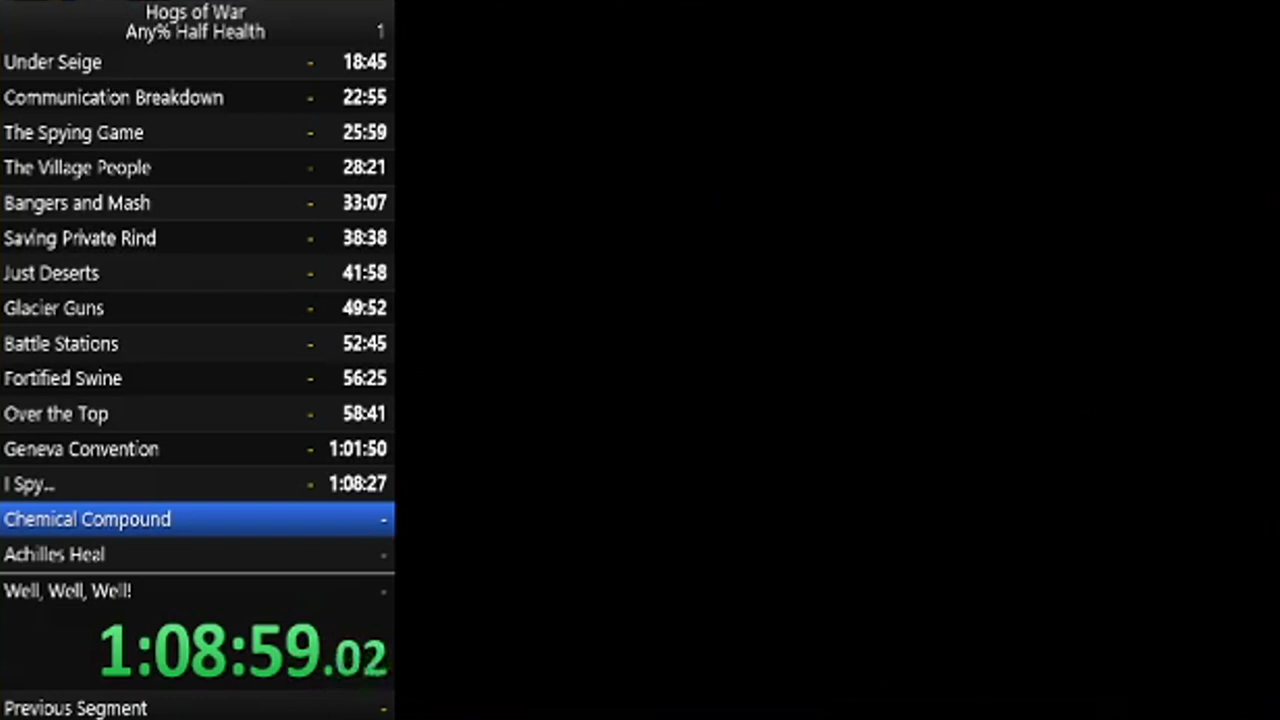 Hogs of War
Any% Half Health 1
Under Seige - 18:45
Communication Breakdown - 22:55
The Spying Game - 25:59
The Village People - 28:21
Bangers and Mash - 33:07
Saving Private Rind - 38:38
Just Deserts - 41:58
Glacier Guns - 49:52
Battle Stations - 52:45
Fortified Swine - 56:25
Over the Top - 58:41
Geneva Convention - 1:01:50
I Spy... - 1:08:27
Chemical Compound -
Achilles Heal -
Well, Well, Well! -
1:08:59.02
Previous Segment -